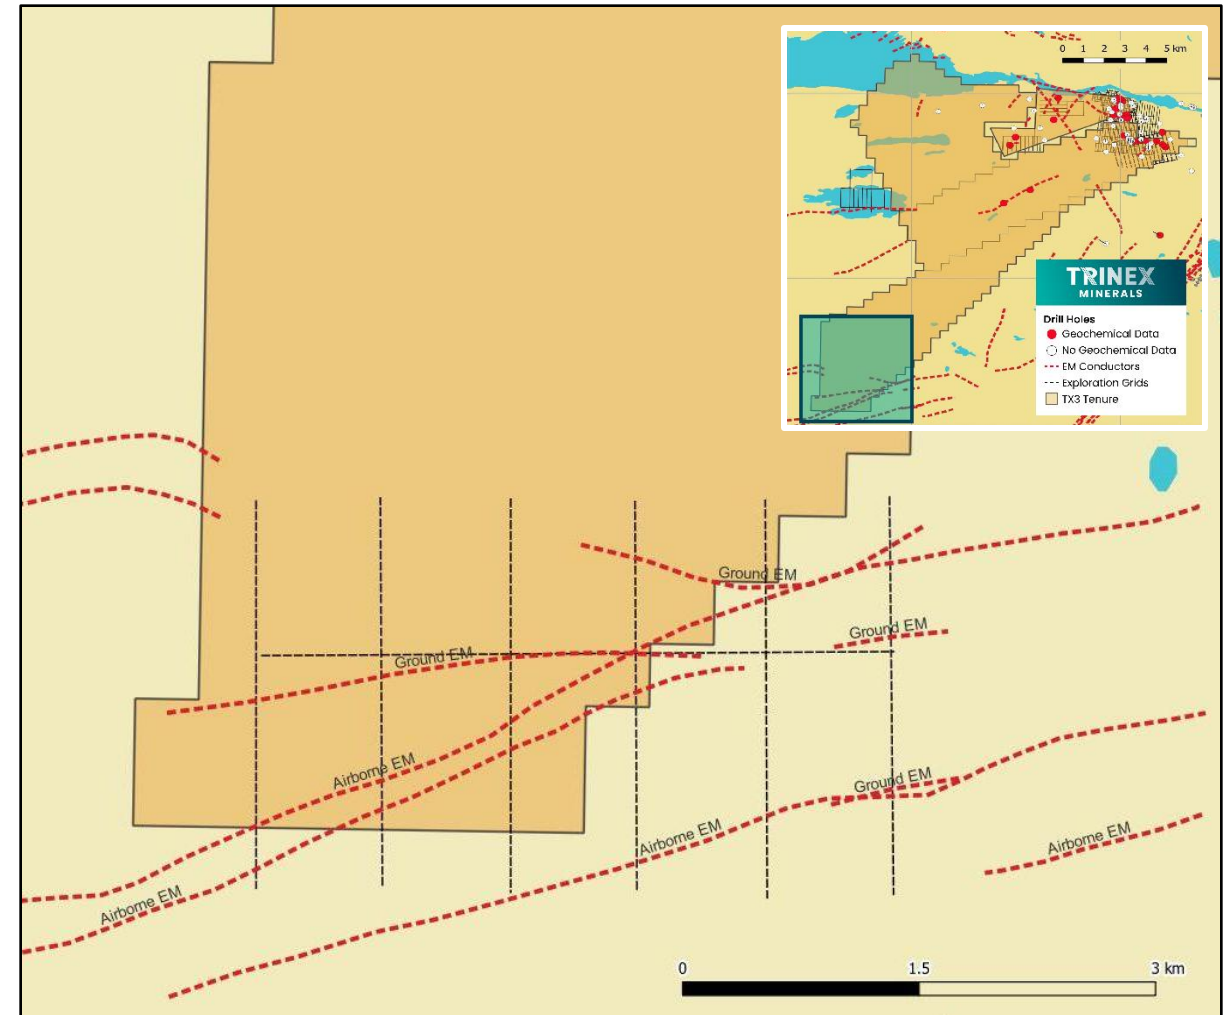 0 1 2 3 4 5 km
TRINEX
MINERALS
Drill Holes
Geochemical Data
No Geochemical Data
EM Conductors
Exploration Grids
TX3 Tenure
Ground EM
Ground EM
Ground EM
Airborne EM
Ground EM
Airborne EM
Airborne EM
Airborne EM
0 1.5 3 km